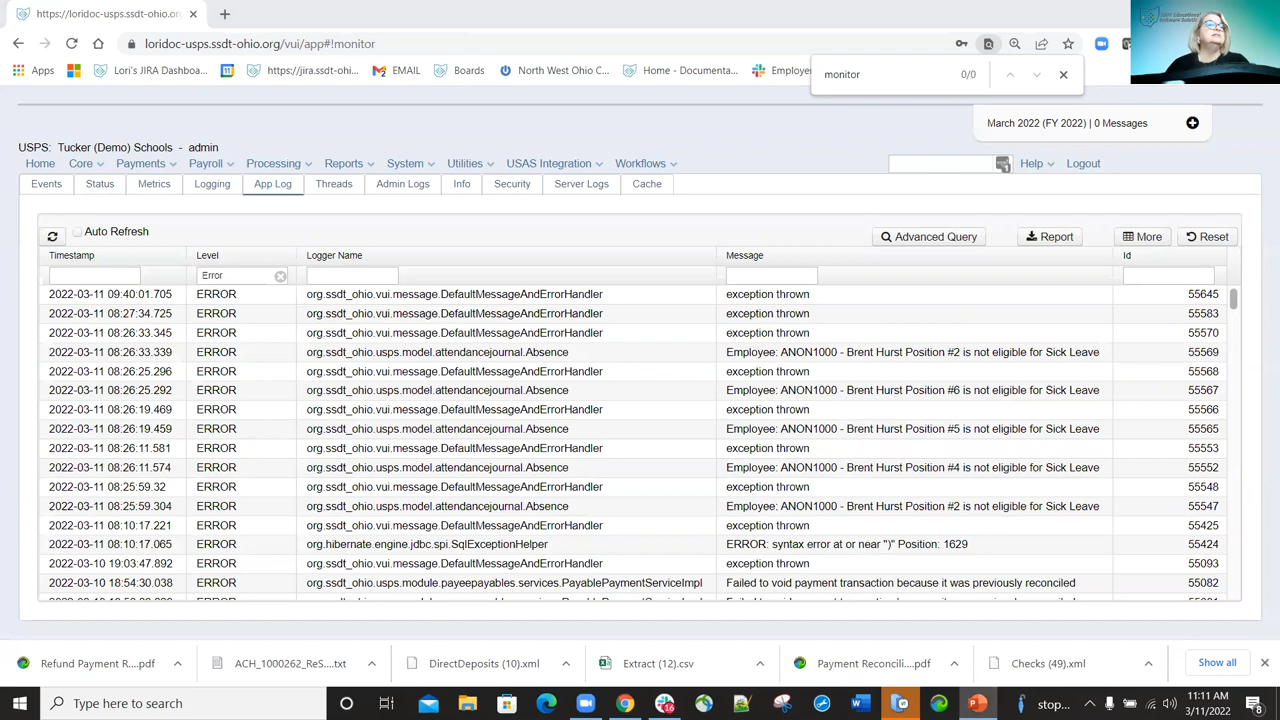 https://loridoc-usps.ssdt-ohio.org
loridoc-usps.ssdt-ohio.org/vui/app#!monitor
Apps
Lori's JIRA Dashboa...
https://jira.ssdt-ohi...
EMAIL
Boards
North West Ohio C...
Home - Documenta...
Employe
monitor
0/0
March 2022 (FY 2022) | 0 Messages
USPS: Tucker (Demo) Schools - admin
Home Core Payments Payroll Processing Reports System Utilities USAS Integration Workflows Help Logout
Events Status Metrics Logging App Log Threads Admin Logs Info Security Server Logs Cache
Auto Refresh
Advanced Query Report More Reset
Timestamp Level Logger Name Message Id
Error
2022-03-11 09:40:01.705 ERROR org.ssdt_ohio.vui.message.DefaultMessageAndErrorHandler exception thrown 55645
2022-03-11 08:27:34.725 ERROR org.ssdt_ohio.vui.message.DefaultMessageAndErrorHandler exception thrown 55583
2022-03-11 08:26:33.345 ERROR org.ssdt_ohio.vui.message.DefaultMessageAndErrorHandler exception thrown 55570
2022-03-11 08:26:33.339 ERROR org.ssdt_ohio.usps.model.attendancejournal.Absence Employee: ANON1000 - Brent Hurst Position #2 is not eligible for Sick Leave 55569
2022-03-11 08:26:25.296 ERROR org.ssdt_ohio.vui.message.DefaultMessageAndErrorHandler exception thrown 55568
2022-03-11 08:26:25.292 ERROR org.ssdt_ohio.usps.model.attendancejournal.Absence Employee: ANON1000 - Brent Hurst Position #6 is not eligible for Sick Leave 55567
2022-03-11 08:26:19.469 ERROR org.ssdt_ohio.vui.message.DefaultMessageAndErrorHandler exception thrown 55566
2022-03-11 08:26:19.459 ERROR org.ssdt_ohio.usps.model.attendancejournal.Absence Employee: ANON1000 - Brent Hurst Position #5 is not eligible for Sick Leave 55565
2022-03-11 08:26:11.581 ERROR org.ssdt_ohio.vui.message.DefaultMessageAndErrorHandler exception thrown 55553
2022-03-11 08:26:11.574 ERROR org.ssdt_ohio.usps.model.attendancejournal.Absence Employee: ANON1000 - Brent Hurst Position #4 is not eligible for Sick Leave 55552
2022-03-11 08:25:59.32 ERROR org.ssdt_ohio.vui.message.DefaultMessageAndErrorHandler exception thrown 55548
2022-03-11 08:25:59.304 ERROR org.ssdt_ohio.usps.model.attendancejournal.Absence Employee: ANON1000 - Brent Hurst Position #2 is not eligible for Sick Leave 55547
2022-03-11 08:10:17.221 ERROR org.ssdt_ohio.vui.message.DefaultMessageAndErrorHandler exception thrown 55425
2022-03-11 08:10:17.065 ERROR org.hibernate.engine.jdbc.spi.SqlExceptionHelper ERROR: syntax error at or near ")" Position: 1629 55424
2022-03-10 19:03:47.892 ERROR org.ssdt_ohio.vui.message.DefaultMessageAndErrorHandler exception thrown 55093
2022-03-10 18:54:30.038 ERROR org.ssdt_ohio.usps.module.payeepayables.services.PayablePaymentServiceImpl Failed to void payment transaction because it was previously reconciled 55082
Refund Payment R....pdf
ACH_1000262_ReS....txt
DirectDeposits (10).xml
Extract (12).csv
Payment Reconcili....pdf
Checks (49).xml
Show all
Type here to search
16
stop...
11:11 AM
3/11/2022
8